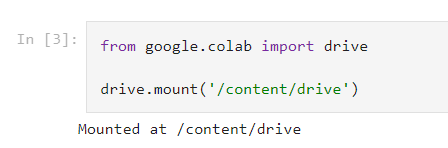 In [3]:
from google.colab import drive
drive.mount('/content/drive')
Mounted at /content/drive